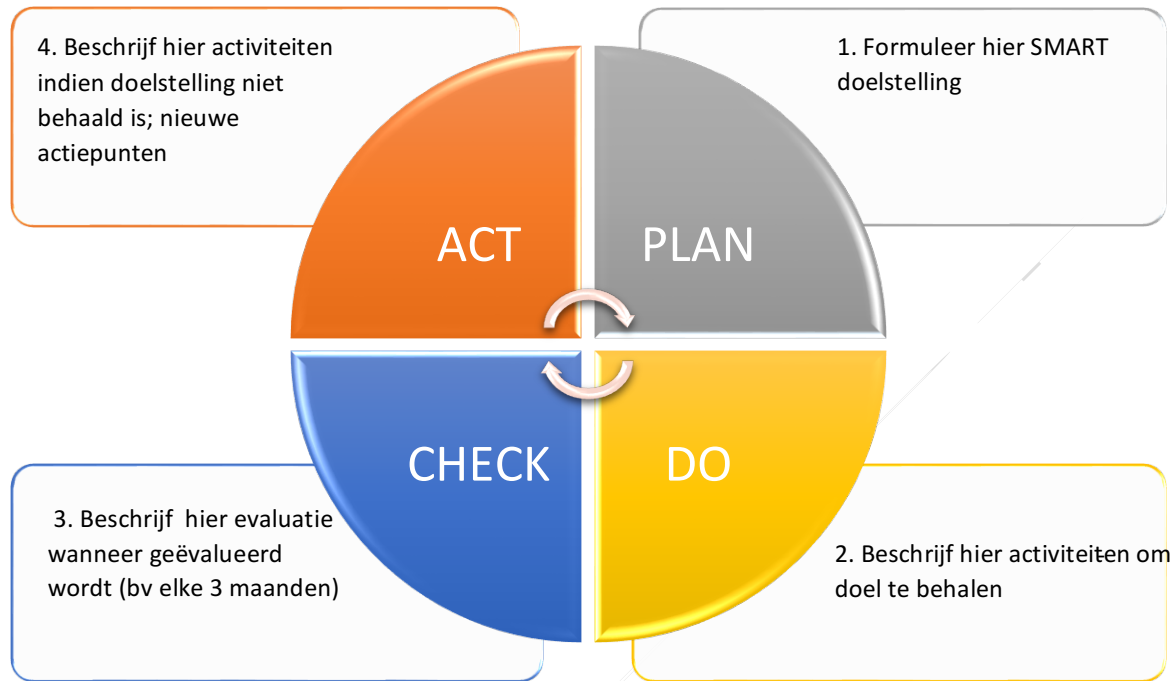 4. Beschrijf hier activiteiten
indien doelstelling niet
behaald is; nieuwe
actiepunten
1. Formuleer hier SMART
doelstelling
ACT
PLAN
CHECK
DO
3. Beschrijf hier evaluatie
wanneer geëvalueerd
wordt (bv elke 3 maanden)
2. Beschrijf hier activiteiten om
doel te behalen